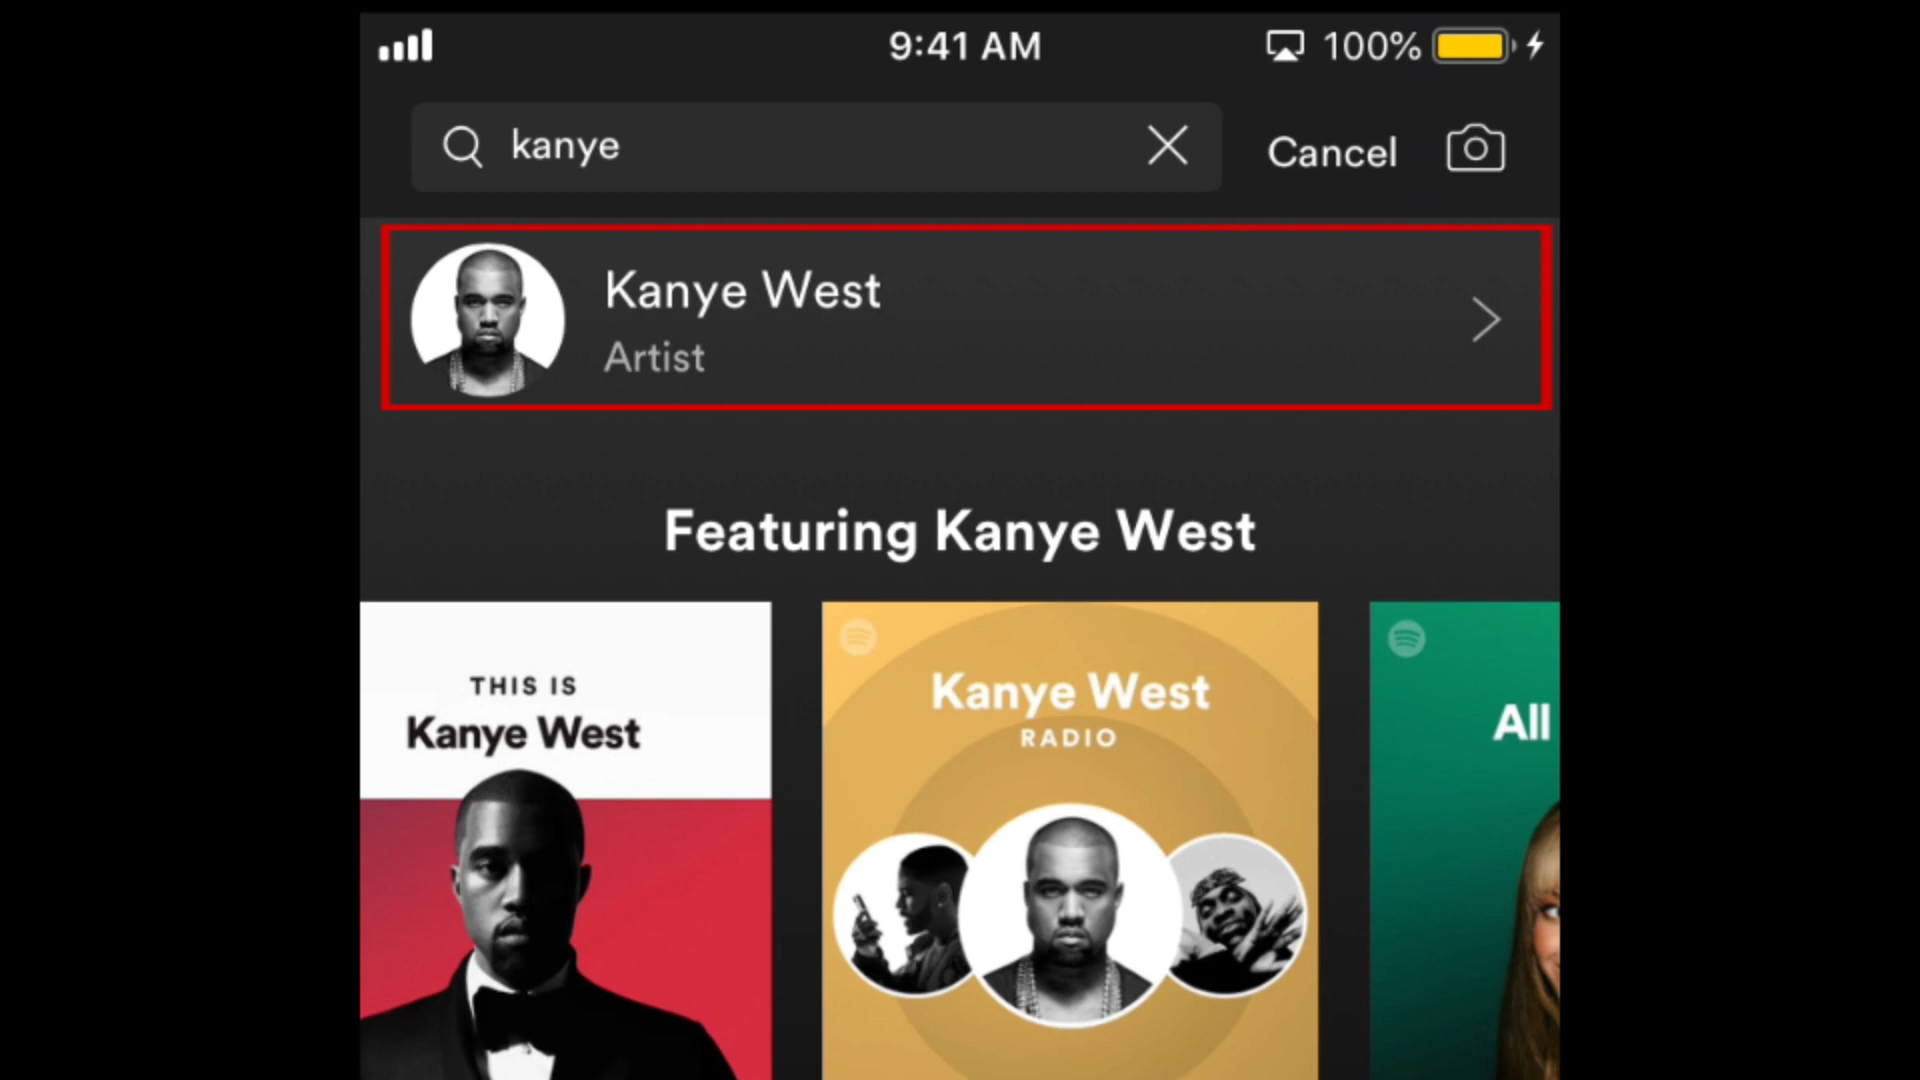 9:41 AM
100%
kanye
Cancel
Kanye West
Artist
Featuring Kanye West
THIS IS
Kanye West
Kanye West
RADIO
All